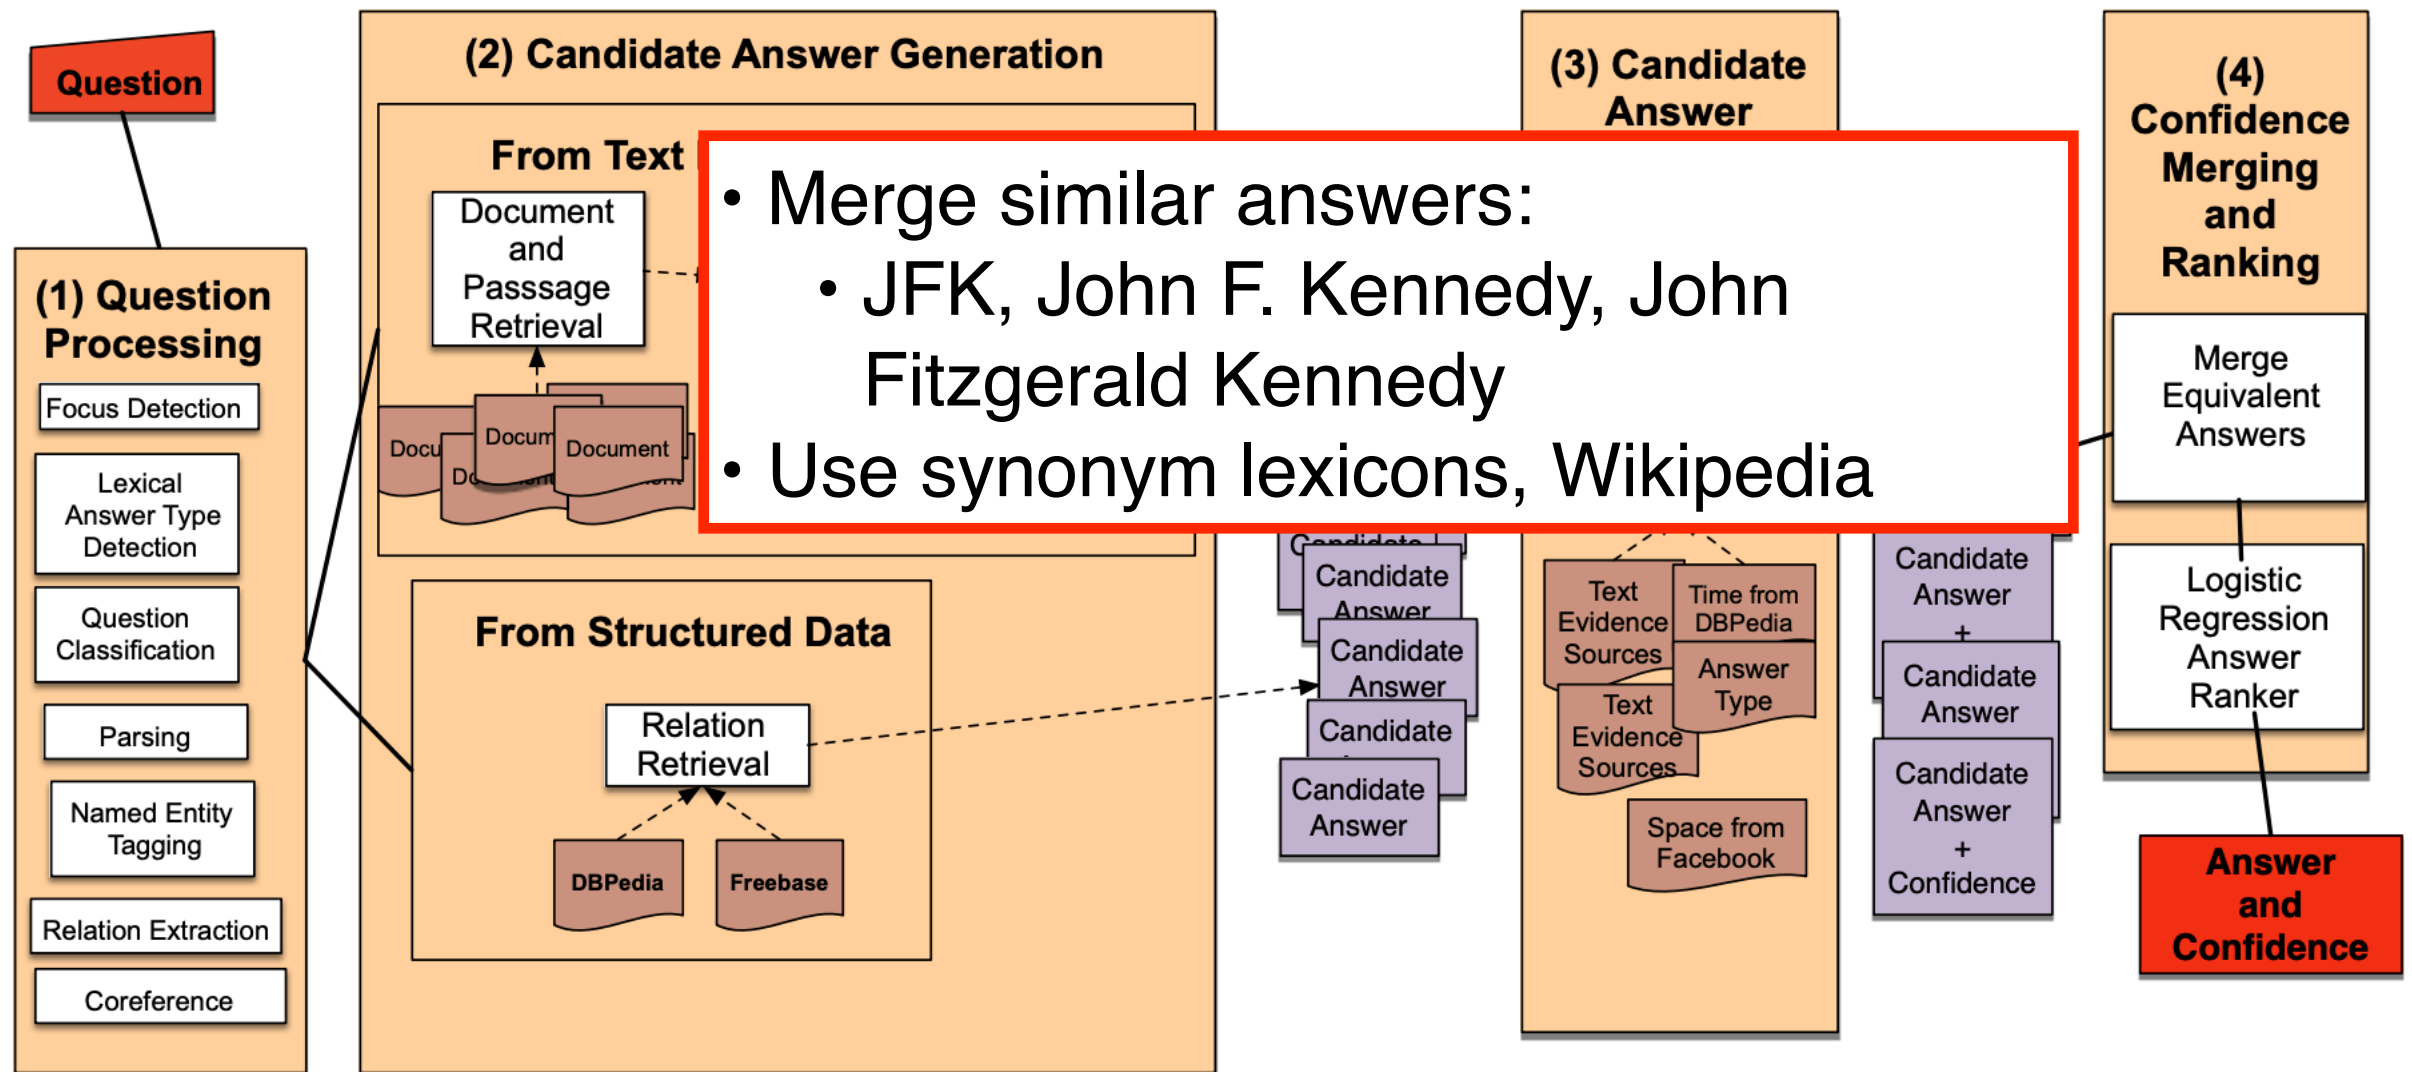 Question
(1) Question
Processing
Focus Detection
Lexical
Answer Type
Detection
Question
Classification
Parsing
Named Entity
Tagging
Relation Extraction
Coreference
(2) Candidate Answer Generation
From Text
Document
and
Passsage
Retrieval
Docu
Docum
Document
From Structured Data
Relation
Retrieval
DBPedia
Freebase
• Merge similar answers:
• JFK, John F. Kennedy, John
Fitzgerald Kennedy
• Use synonym lexicons, Wikipedia
Candidate
Candidate
Answer
Candidate
Answer
Candidate
Candidate
Answer
(3) Candidate
Answer
Text
Evidence
Sources
Time from
DBPedia
Answer
Type
Text
Evidence
Sources
Space from
Facebook
Candidate
Answer
+
Candidate
Answer
Candidate
Answer
+
Confidence
(4)
Confidence
Merging
and
Ranking
Merge
Equivalent
Answers
Logistic
Regression
Answer
Ranker
Answer
and
Confidence